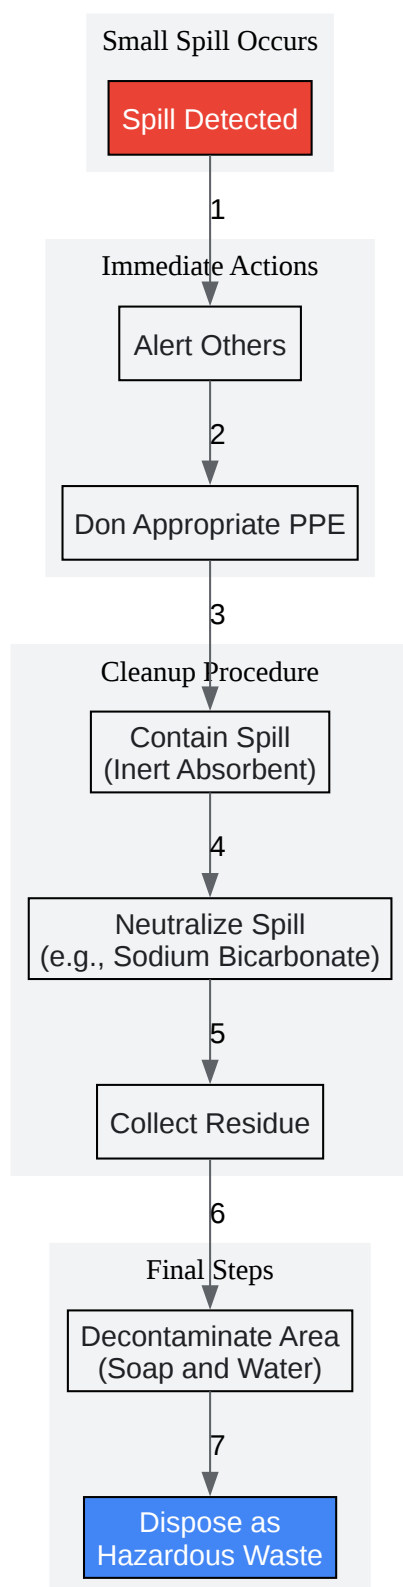 Small Spill Occurs
Spill Detected
1
Immediate Actions
Alert Others
2
Don Appropriate PPE
3
Cleanup Procedure
Contain Spill
(Inert Absorbent)
4
Neutralize Spill
(e.g., Sodium Bicarbonate)
5
Collect Residue
6
Final Steps
Decontaminate Area
(Soap and Water)
7
Dispose as
Hazardous Waste